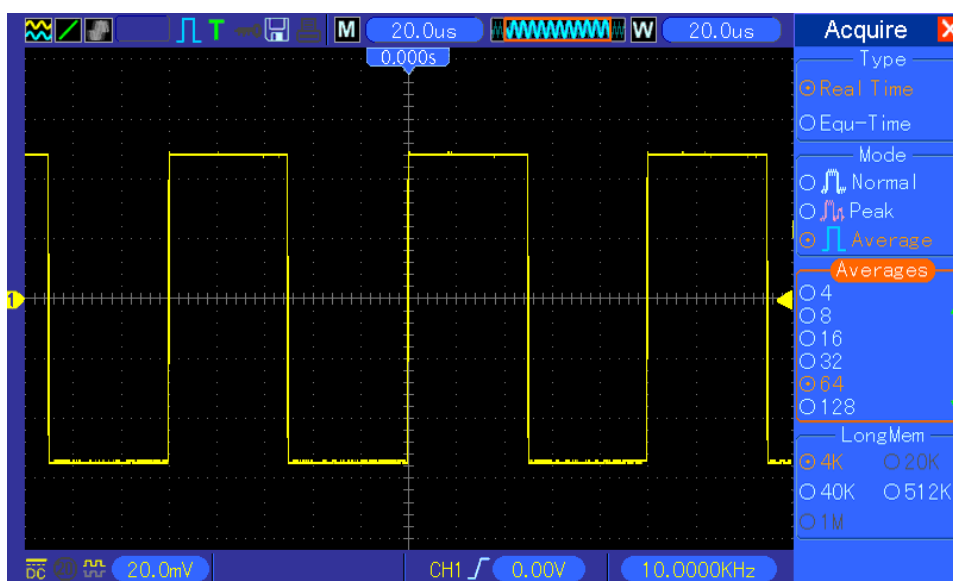 T M 20.0us W 20.0us
0.000s
Acquire
Type
Real Time
Equ-Time
Mode
Normal
Peak
Average
Averages
4
8
16
32
64
128
LongMem
4K 20K
40K 512K
1M
1
DC 20.0mV CH1 0.00V 10.0000KHz